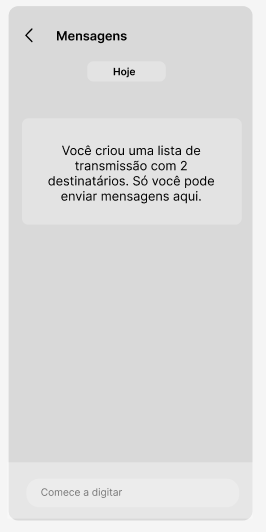 Mensagens
Hoje
Você criou uma lista de
transmissão com 2
destinatários. Só você pode
enviar mensagens aqui.
Comece a digitar